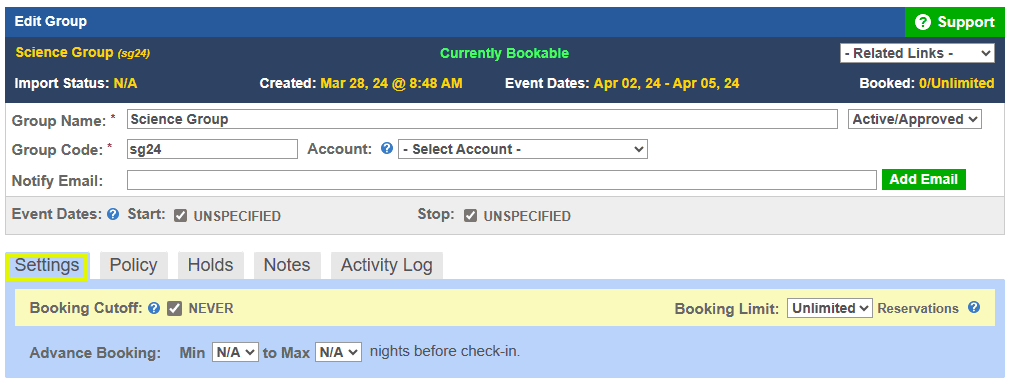 Edit Group ? Support
Science Group (sg24) Currently Bookable - Related Links -
Import Status: N/A Created: Mar 28, 24 @ 8:48 AM Event Dates: Apr 02, 24 - Apr 05, 24 Booked: 0/Unlimited
Group Name: * Science Group Active/Approved
Group Code: * sg24 Account: ? - Select Account -
Notify Email: Add Email
Event Dates: ? Start: UNSPECIFIED Stop: UNSPECIFIED
Settings Policy Holds Notes Activity Log
Booking Cutoff: ? NEVER Booking Limit: Unlimited Reservations ?
Advance Booking: Min N/A to Max N/A nights before check-in.